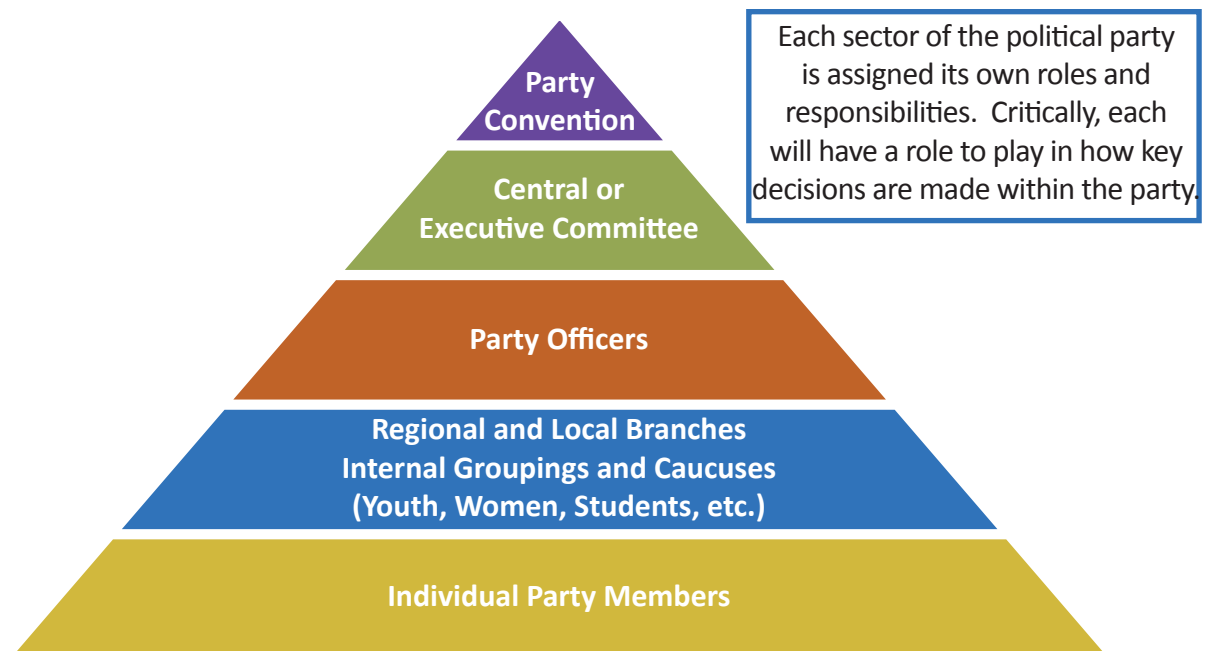 Party
Convention
Each sector of the political party
is assigned its own roles and
responsibilities.  Critically, each
will have a role to play in how key
decisions are made within the party.
Central or
Executive Committee
Party Officers
Regional and Local Branches
Internal Groupings and Caucuses
(Youth, Women, Students, etc.)
Individual Party Members